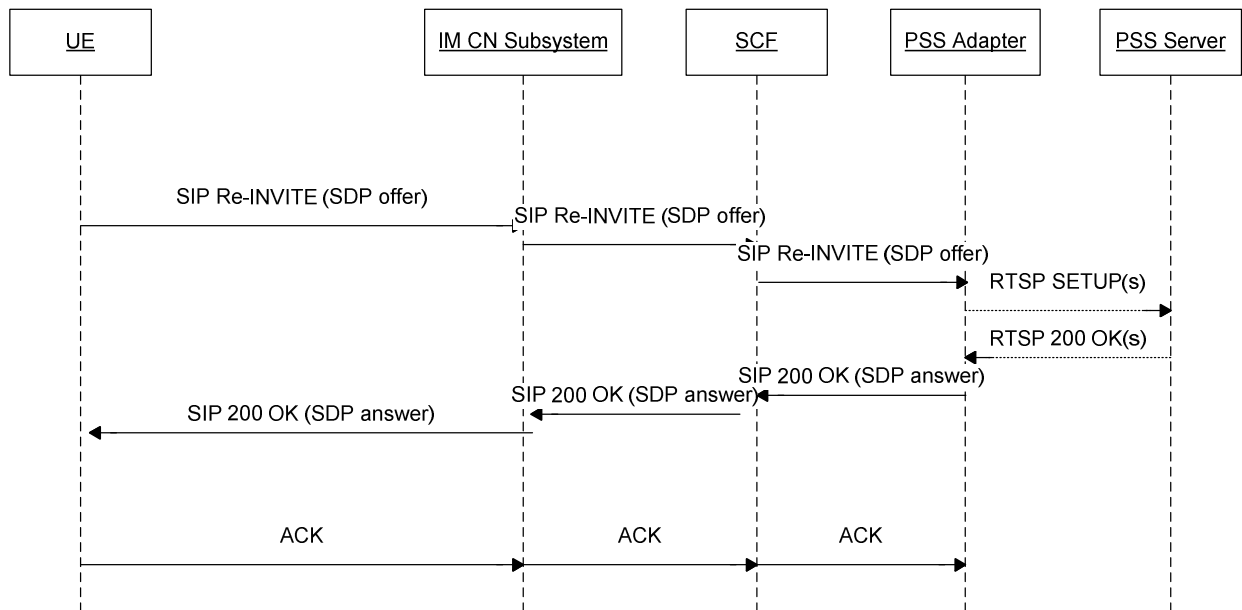 UE
IM CN Subsystem
SCF
PSS Adapter
PSS Server
SIP Re-INVITE (SDP offer)
SIP Re-INVITE (SDP offer)
SIP Re-INVITE (SDP offer)
RTSP SETUP(s)
RTSP 200 OK(s)
SIP 200 OK (SDP answer)
SIP 200 OK (SDP answer)
SIP 200 OK (SDP answer)
ACK
ACK
ACK